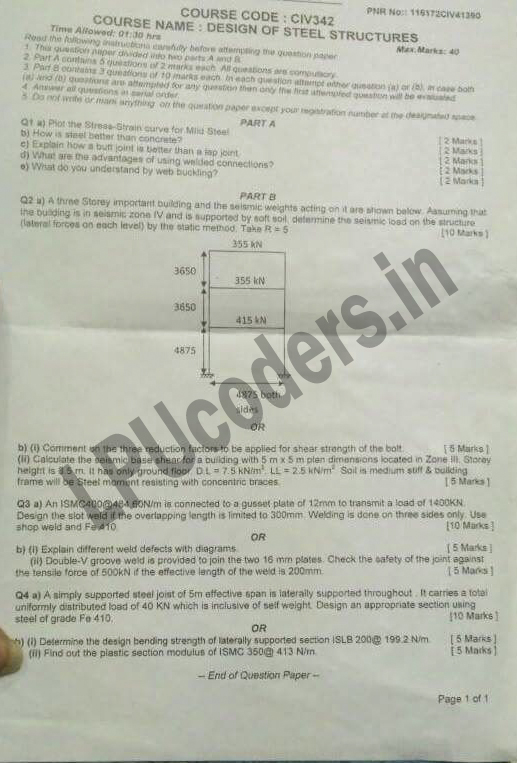 COURSE CODE : CIV342
PNR No:: 116172CIV41390
COURSE NAME : DESIGN OF STEEL STRUCTURES
Time Allowed: 01:30 hrs
Max.Marks: 40
Read the following instructions carefully before attempting the question paper
1. This question paper divided into two parts A and B.
2. Part A contains 5 questions of 2 marks each. All questions are compulsory.
3. Part B contains 3 questions of 10 marks each. In each question attempt either question (a) or (b), in case both
(a) and (b) questions are attempted for any question then only the first attempted question will be evaluated.
4. Answer all questions in serial order.
5. Do not write or mark anything on the question paper except your registration number at the designated space.
PART A
Q1 a) Plot the Stress-Strain curve for Mild Steel [ 2 Marks ]
b) How is steel better than concrete? [ 2 Marks ]
c) Explain how a butt joint is better than a lap joint. [ 2 Marks ]
d) What are the advantages of using welded connections? [ 2 Marks ]
e) What do you understand by web buckling? [ 2 Marks ]
PART B
Q2 a) A three Storey important building and the seismic weights acting on it are shown below. Assuming that
the building is in seismic zone IV and is supported by soft soil, determine the seismic load on the structure
(lateral forces on each level) by the static method. Take R = 5 [10 Marks ]
355 kN
3650
355 kN
3650
415 kN
4875
4875 both
sides
OR
b) (i) Comment on the three reduction factors to be applied for shear strength of the bolt. [ 5 Marks ]
(ii) Calculate the seismic base shear for a building with 5 m x 5 m plan dimensions located in Zone III. Storey
height is 3.5 m. It has only ground floor. D.L = 7.5 kN/m², LL = 2.5 kN/m². Soil is medium stiff & building
frame will be Steel moment resisting with concentric braces. [ 5 Marks ]
Q3 a) An ISMC400@484.60N/m is connected to a gusset plate of 12mm to transmit a load of 1400KN.
Design the slot weld if the overlapping length is limited to 300mm. Welding is done on three sides only. Use
shop weld and Fe 410. [10 Marks ]
OR
b) (i) Explain different weld defects with diagrams. [ 5 Marks ]
(ii) Double-V groove weld is provided to join the two 16 mm plates. Check the safety of the joint against
the tensile force of 500kN if the effective length of the weld is 200mm. [ 5 Marks ]
Q4 a) A simply supported steel joist of 5m effective span is laterally supported throughout . It carries a total
uniformly distributed load of 40 KN which is inclusive of self weight. Design an appropriate section using
steel of grade Fe 410. [10 Marks ]
OR
b) (i) Determine the design bending strength of laterally supported section ISLB 200@ 199.2 N/m. [ 5 Marks ]
(ii) Find out the plastic section modulus of ISMC 350@ 413 N/m. [ 5 Marks ]
-- End of Question Paper --
Page 1 of 1
LPUcoders.in